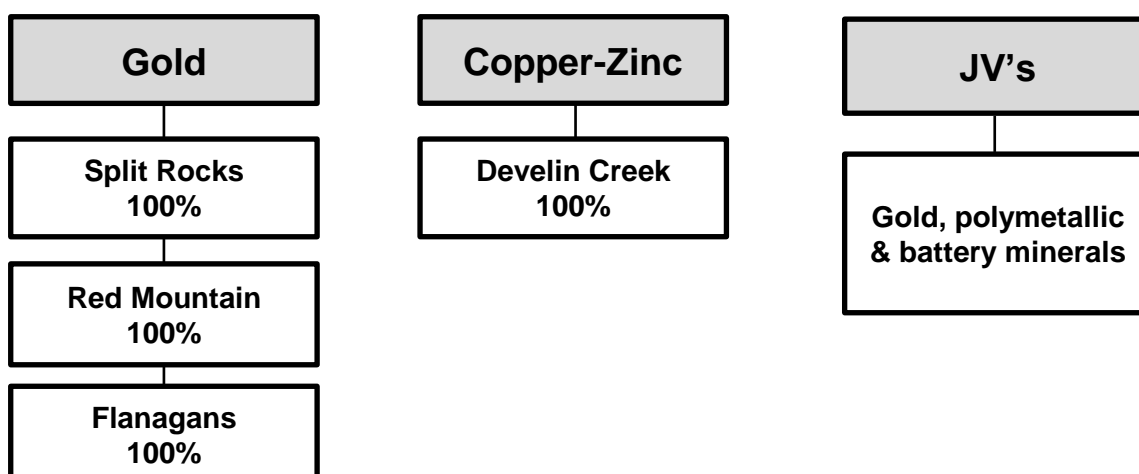 Gold
Split Rocks
100%
Red Mountain
100%
Flanagans
100%
Copper-Zinc
Develin Creek
100%
JV’s
Gold, polymetallic
& battery minerals